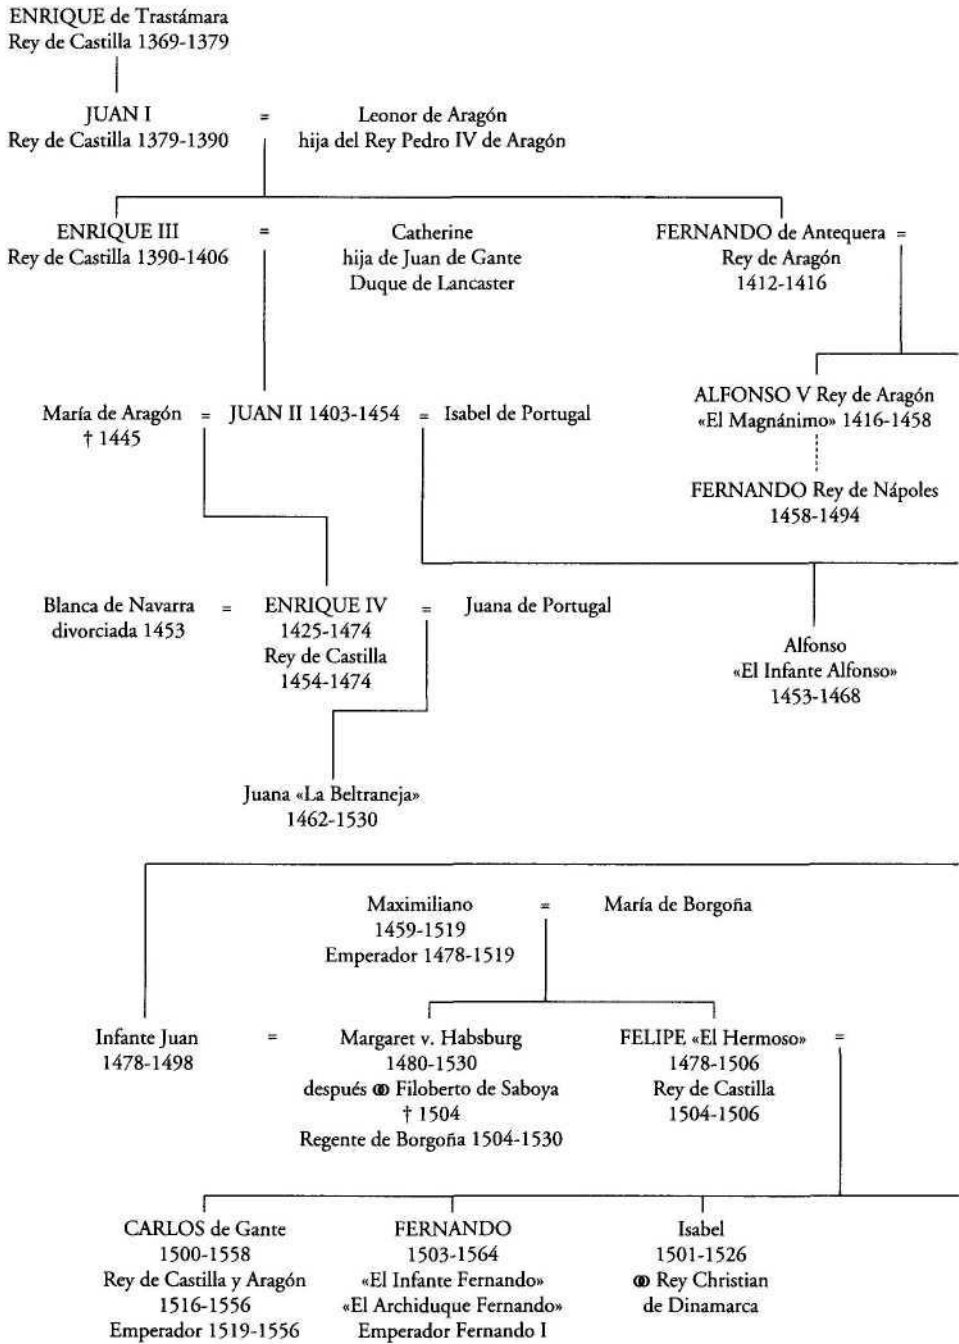 ENRIQUE de Trastámara
Rey de Castilla 1369-1379
JUAN I = Leonor de Aragón
Rey de Castilla 1379-1390 hija del Rey Pedro IV de Aragón
ENRIQUE III = Catherine FERNANDO de Antequera =
Rey de Castilla 1390-1406 hija de Juan de Gante Rey de Aragón
Duque de Lancaster 1412-1416
ALFONSO V Rey de Aragón
«El Magnánimo» 1416-1458
María de Aragón = JUAN II 1403-1454 = Isabel de Portugal
† 1445
FERNANDO Rey de Nápoles
1458-1494
Blanca de Navarra = ENRIQUE IV = Juana de Portugal
divorciada 1453 1425-1474
Rey de Castilla
1454-1474
Alfonso
«El Infante Alfonso»
1453-1468
Juana «La Beltraneja»
1462-1530
Maximiliano = María de Borgoña
1459-1519
Emperador 1478-1519
Infante Juan = Margaret v. Habsburg FELIPE «El Hermoso» =
1478-1498 1480-1530 1478-1506
después ⚭ Filoberto de Saboya Rey de Castilla
† 1504 1504-1506
Regente de Borgoña 1504-1530
CARLOS de Gante FERNANDO Isabel
1500-1558 1503-1564 1501-1526
Rey de Castilla y Aragón «El Infante Fernando» ⚭ Rey Christian
1516-1556 «El Archiduque Fernando» de Dinamarca
Emperador 1519-1556 Emperador Fernando I